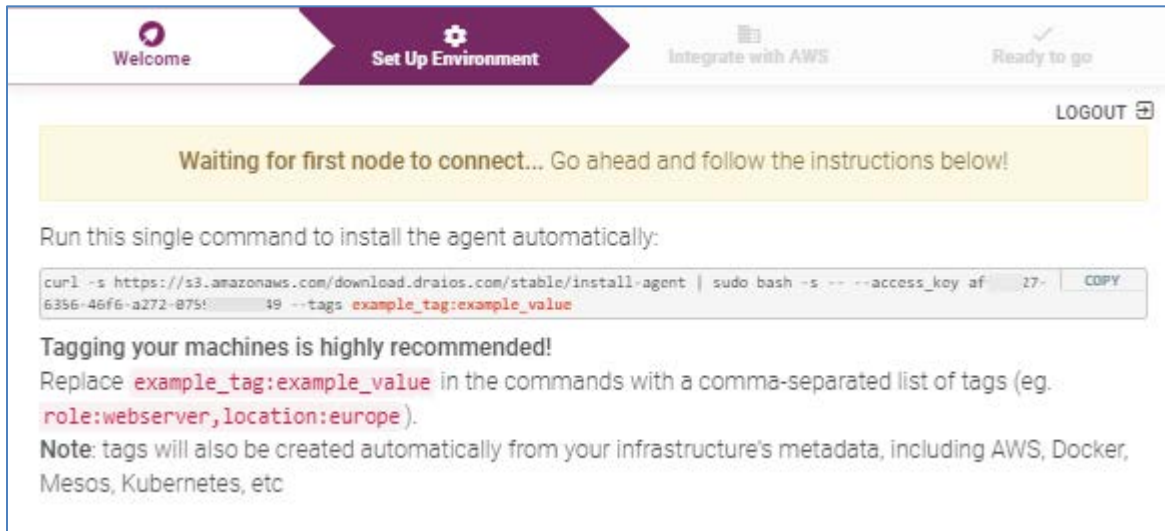 Welcome
Set Up Environment
Integrate with AWS
Ready to go
LOGOUT
Waiting for first node to connect... Go ahead and follow the instructions below!
Run this single command to install the agent automatically:
curl -s https://s3.amazonaws.com/download.draios.com/stable/install-agent | sudo bash -s -- --access_key af 27-
COPY
6356-46f6-a272-075 49 --tags example_tag:example_value
Tagging your machines is highly recommended!
Replace example_tag:example_value in the commands with a comma-separated list of tags (eg.
role:webserver,location:europe).
Note: tags will also be created automatically from your infrastructure's metadata, including AWS, Docker,
Mesos, Kubernetes, etc